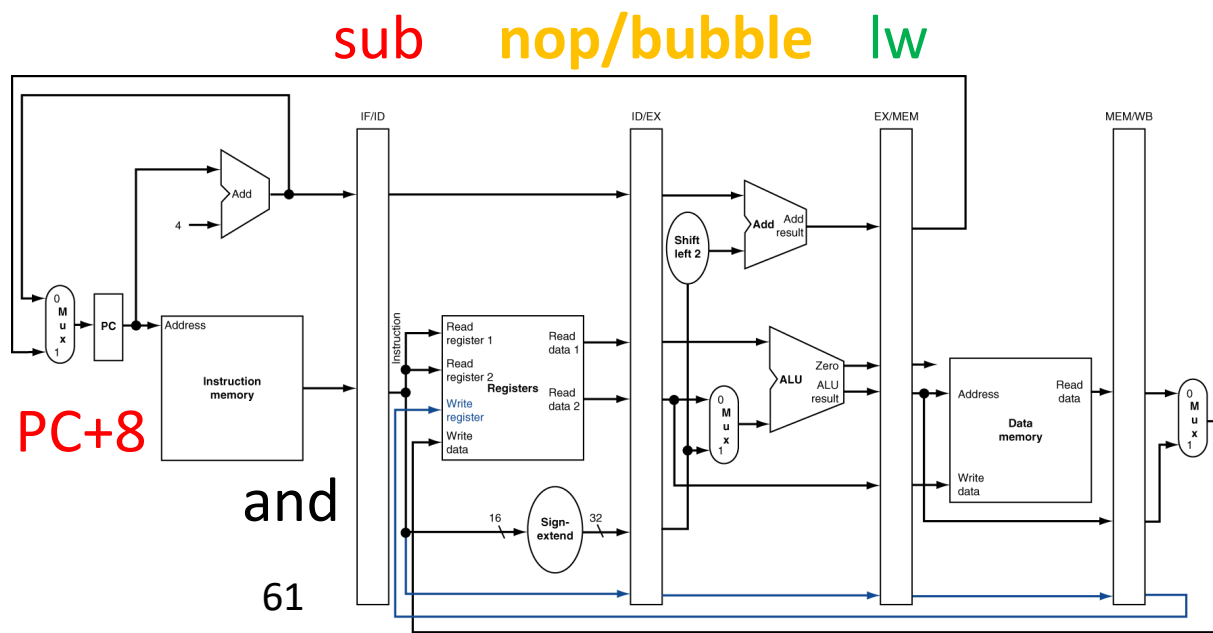 sub nop/bubble lw
IF/ID ID/EX EX/MEM MEM/WB
Add
4
Add
Add
result
Shift
left 2
0
M
u
x
1
PC
Address
Instruction
memory
Instruction
Read
register 1
Read
register 2
Write
register
Write
data
Registers
Read
data 1
Read
data 2
0
M
u
x
1
ALU
Zero
ALU
result
Address
Read
data
Data
memory
Write
data
0
M
u
x
1
PC+8
and
16
Sign-
extend
32
61